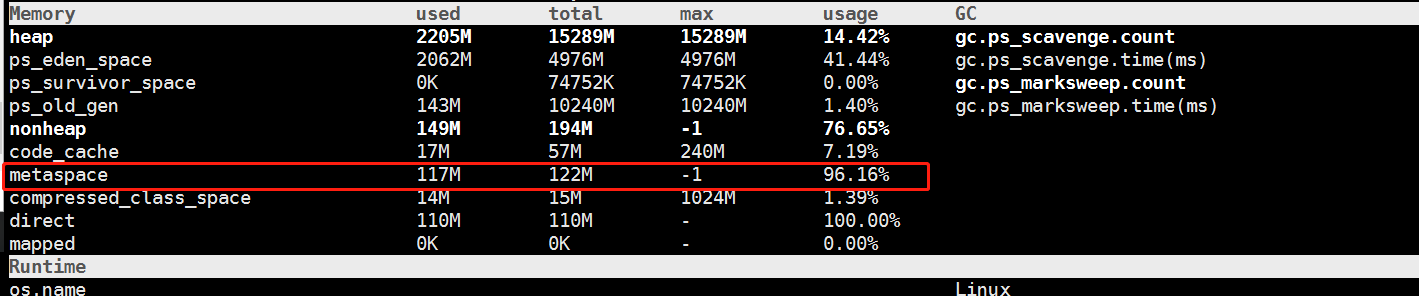 Memory used total max usage GC
heap 2205M 15289M 15289M 14.42% gc.ps_scavenge.count
ps_eden_space 2062M 4976M 4976M 41.44% gc.ps_scavenge.time(ms)
ps_survivor_space 0K 74752K 74752K 0.00% gc.ps_marksweep.count
ps_old_gen 143M 10240M 10240M 1.40% gc.ps_marksweep.time(ms)
nonheap 149M 194M -1 76.65%
code_cache 17M 57M 240M 7.19%
metaspace 117M 122M -1 96.16%
compressed_class_space 14M 15M 1024M 1.39%
direct 110M 110M - 100.00%
mapped 0K 0K - 0.00%
Runtime
os.name Linux